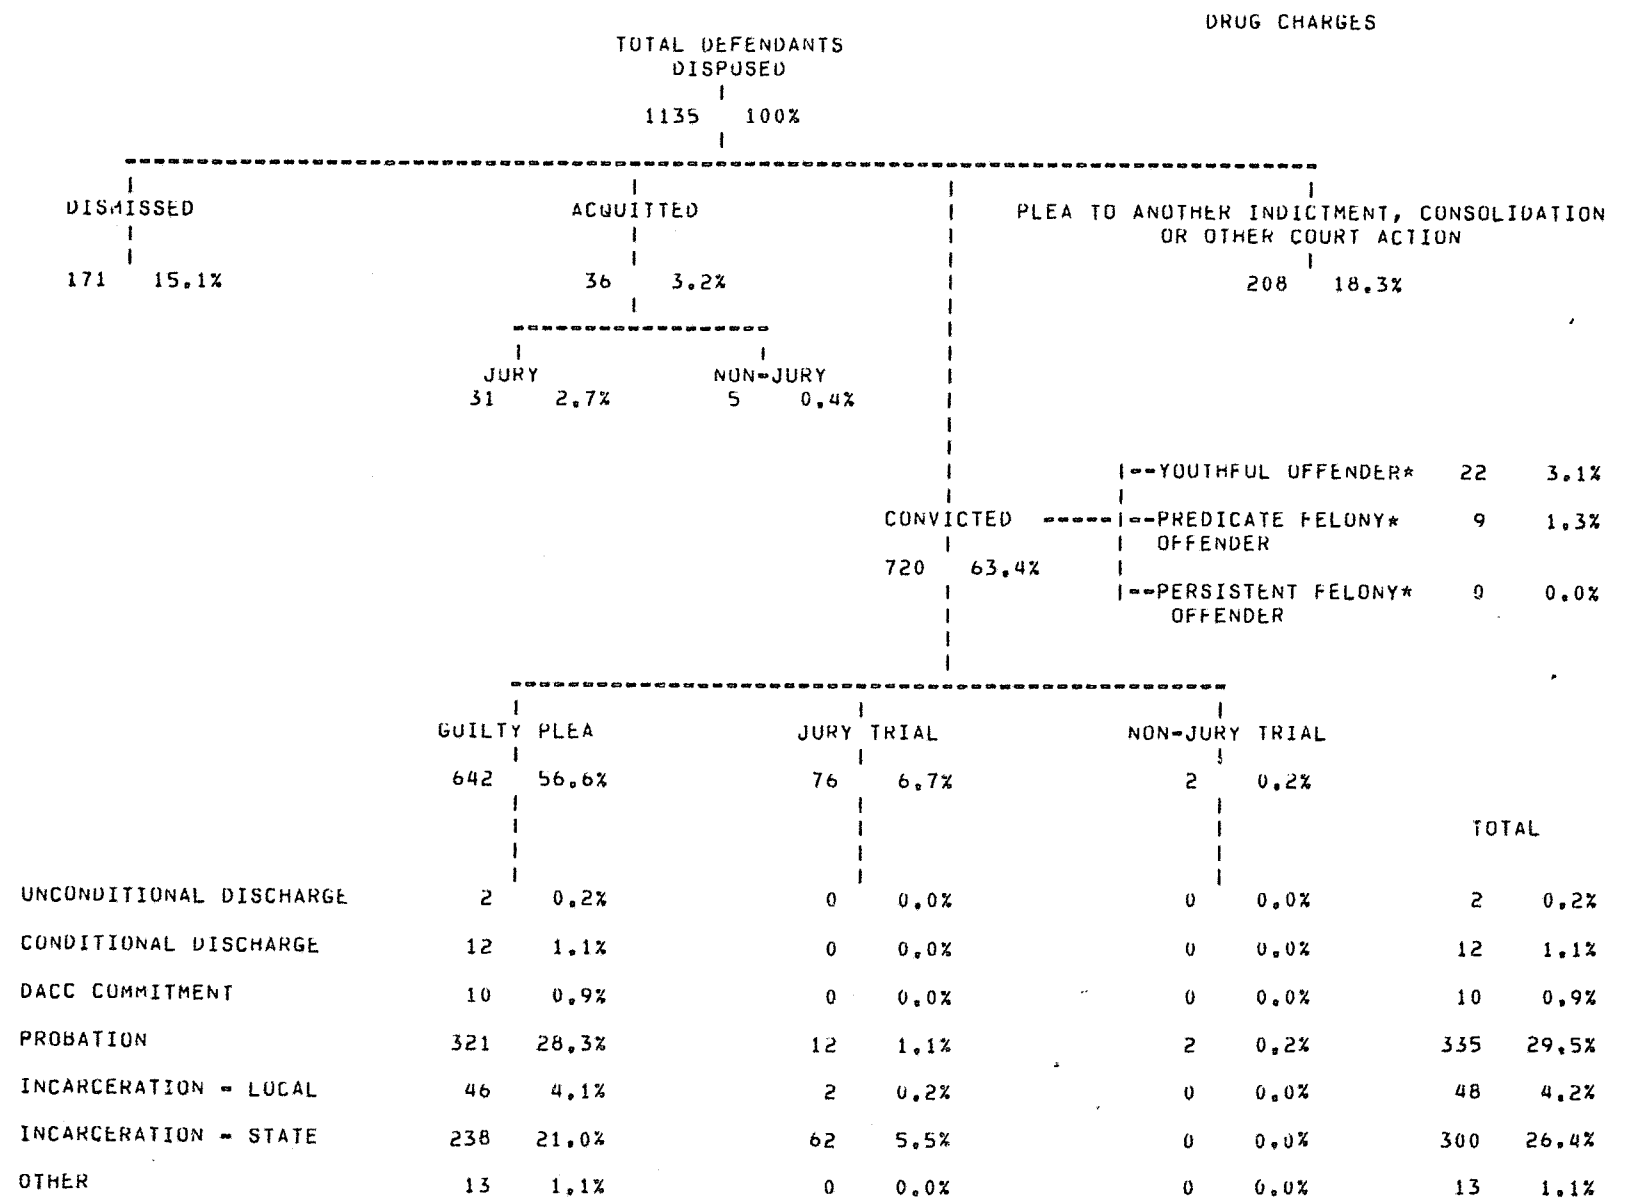 DRUG CHARGES
TOTAL DEFENDANTS
DISPOSED
1135 100%
DISMISSED ACQUITTED PLEA TO ANOTHER INDICTMENT, CONSOLIDATION
OR OTHER COURT ACTION
171 15.1% 36 3.2% 208 18.3%
JURY NON-JURY
31 2.7% 5 0.4%
YOUTHFUL OFFENDER* 22 3.1%
CONVICTED PREDICATE FELONY* 9 1.3%
OFFENDER
720 63.4%
PERSISTENT FELONY* 0 0.0%
OFFENDER
GUILTY PLEA JURY TRIAL NON-JURY TRIAL
642 56.6% 76 6.7% 2 0.2%
TOTAL
UNCONDITIONAL DISCHARGE 2 0.2% 0 0.0% 0 0.0% 2 0.2%
CONDITIONAL DISCHARGE 12 1.1% 0 0.0% 0 0.0% 12 1.1%
DACC COMMITMENT 10 0.9% 0 0.0% 0 0.0% 10 0.9%
PROBATION 321 28.3% 12 1.1% 2 0.2% 335 29.5%
INCARCERATION - LOCAL 46 4.1% 2 0.2% 0 0.0% 48 4.2%
INCARCERATION - STATE 238 21.0% 62 5.5% 0 0.0% 300 26.4%
OTHER 13 1.1% 0 0.0% 0 0.0% 13 1.1%